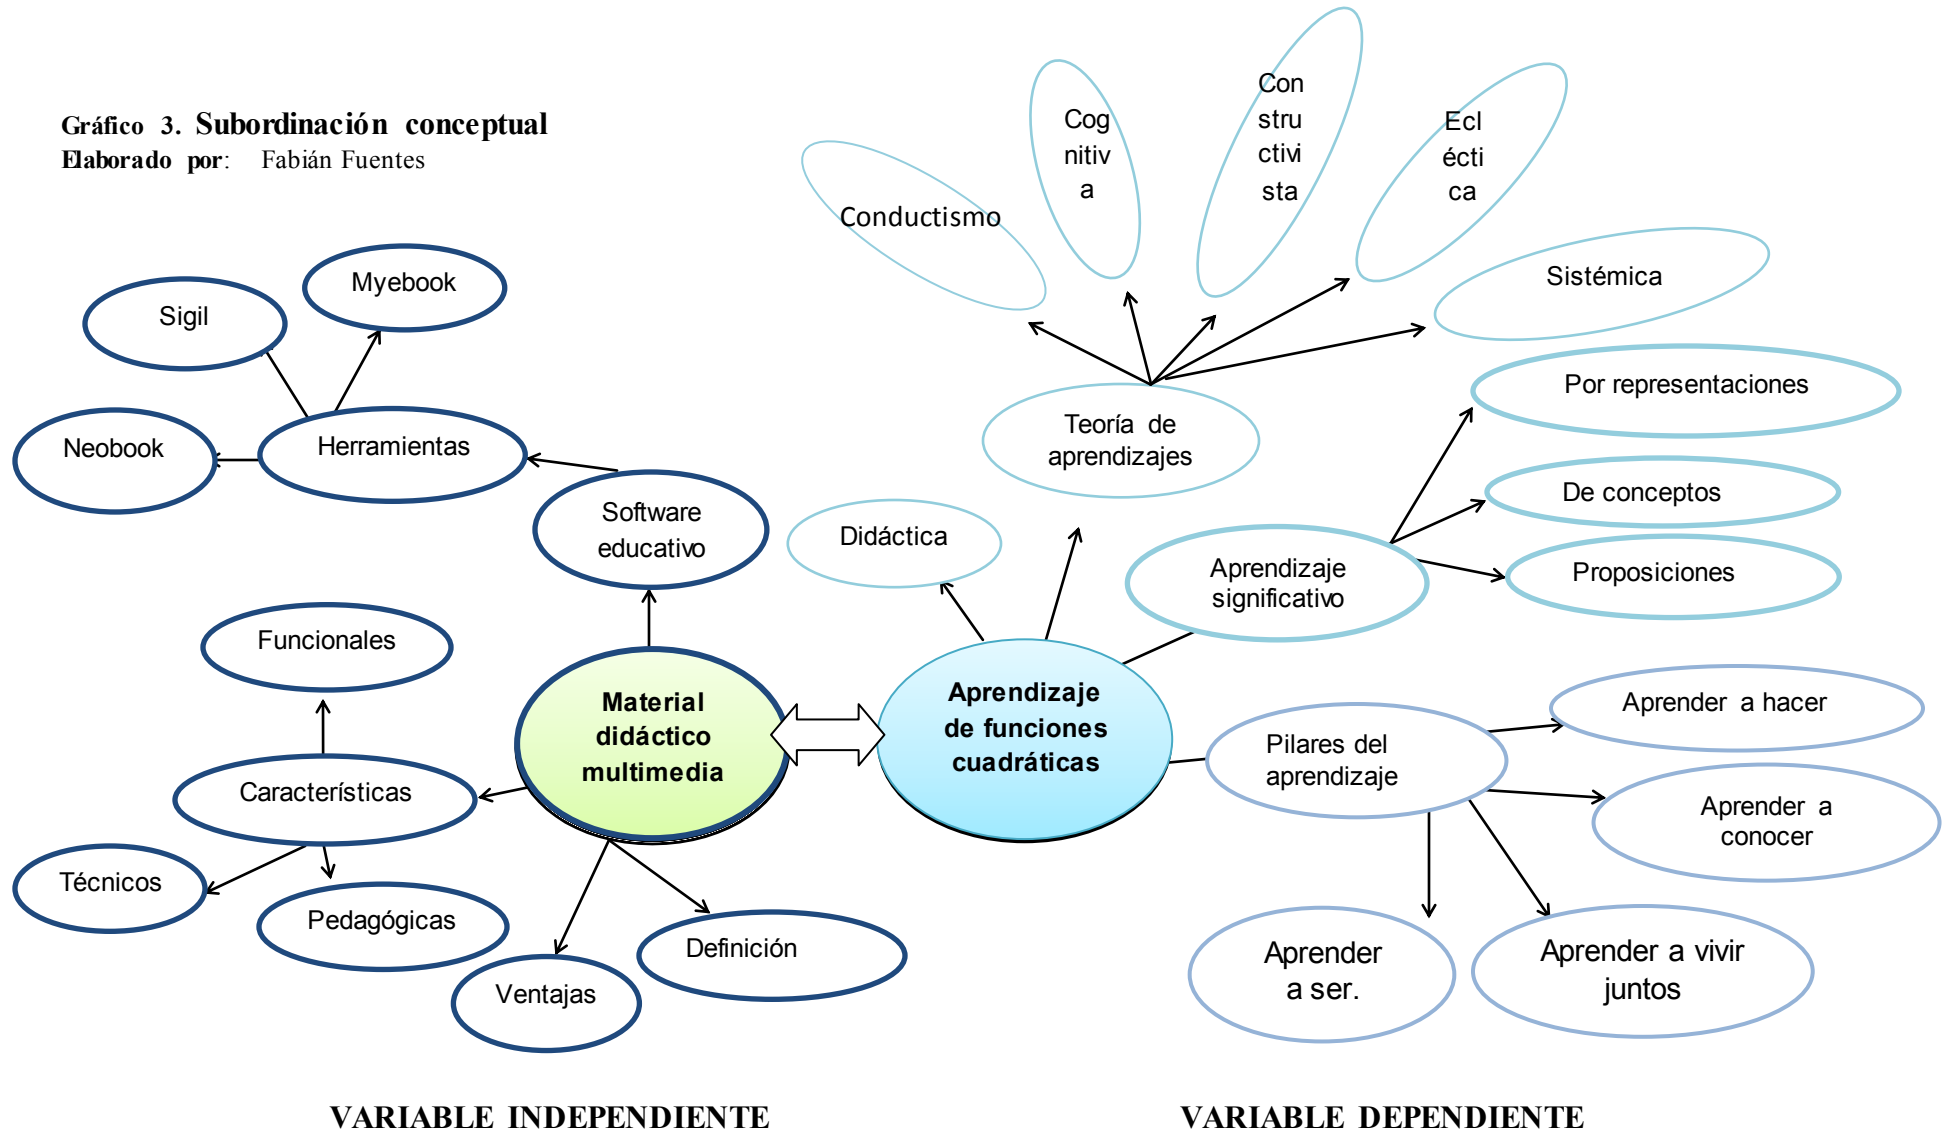 Gráfico 3. Subordinación conceptual
Elaborado por: Fabián Fuentes
Conductismo
Cog
nitiv
a
Con
stru
ctivi
sta
Ecl
écti
ca
Sistémica
Myebook
Sigil
Neobook
Herramientas
Software
educativo
Teoría de
aprendizajes
Didáctica
Por representaciones
De conceptos
Proposiciones
Aprendizaje
significativo
Funcionales
Características
Técnicos
Pedagógicas
Ventajas
Definición
Material
didáctico
multimedia
Aprendizaje
de funciones
cuadráticas
Pilares del
aprendizaje
Aprender a hacer
Aprender a
conocer
Aprender
a ser.
Aprender a vivir
juntos
VARIABLE INDEPENDIENTE
VARIABLE DEPENDIENTE